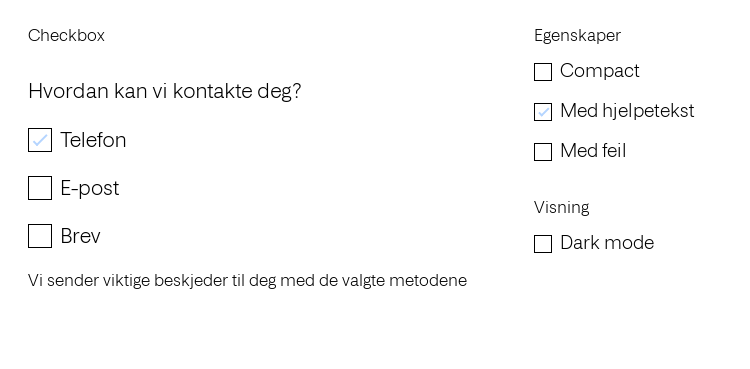 Checkbox
Hvordan kan vi kontakte deg?
Telefon
E-post
Brev
Vi sender viktige beskjeder til deg med de valgte metodene
Egenskaper
Compact
Med hjelpetekst
Med feil
Visning
Dark mode